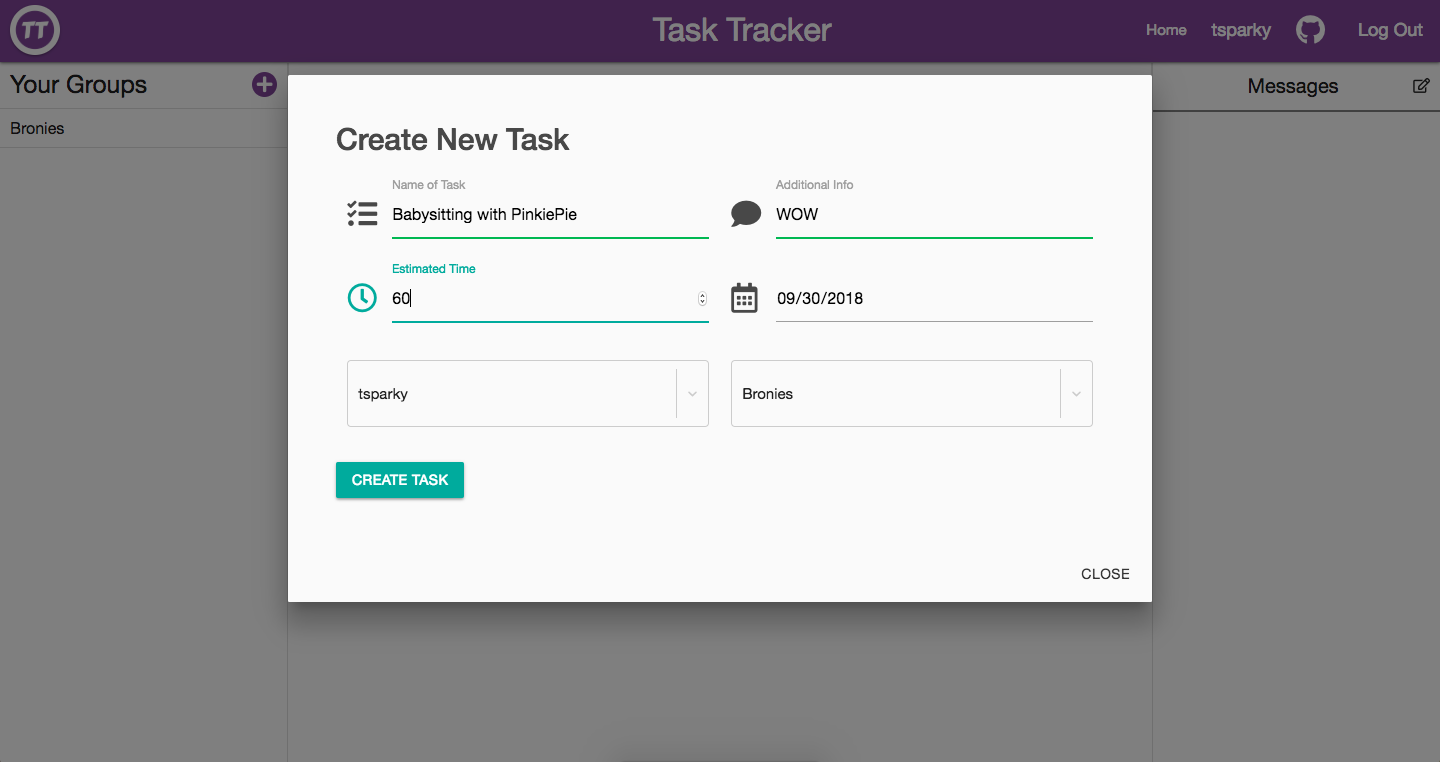 TT
Task Tracker
Home
tsparky
Log Out
Your Groups
Bronies
Messages
Create New Task
Name of Task
Babysitting with PinkiePie
Additional Info
WOW
Estimated Time
60
09/30/2018
tsparky
Bronies
CREATE TASK
CLOSE